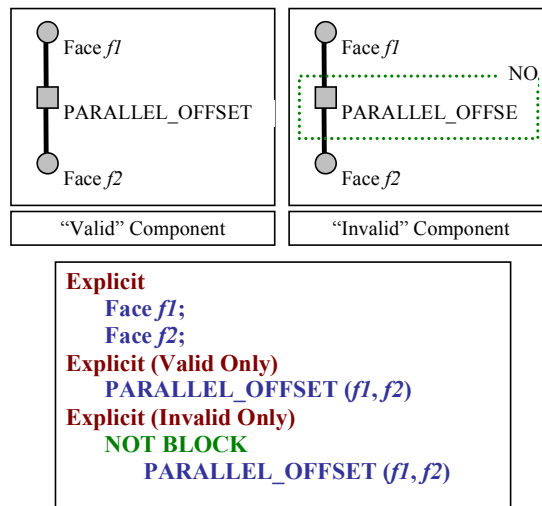 Face f1
PARALLEL_OFFSET
Face f2
"Valid" Component
Face f1
NO
PARALLEL_OFFSE
Face f2
"Invalid" Component
Explicit
Face f1;
Face f2;
Explicit (Valid Only)
PARALLEL_OFFSET (f1, f2)
Explicit (Invalid Only)
NOT BLOCK
PARALLEL_OFFSET (f1, f2)